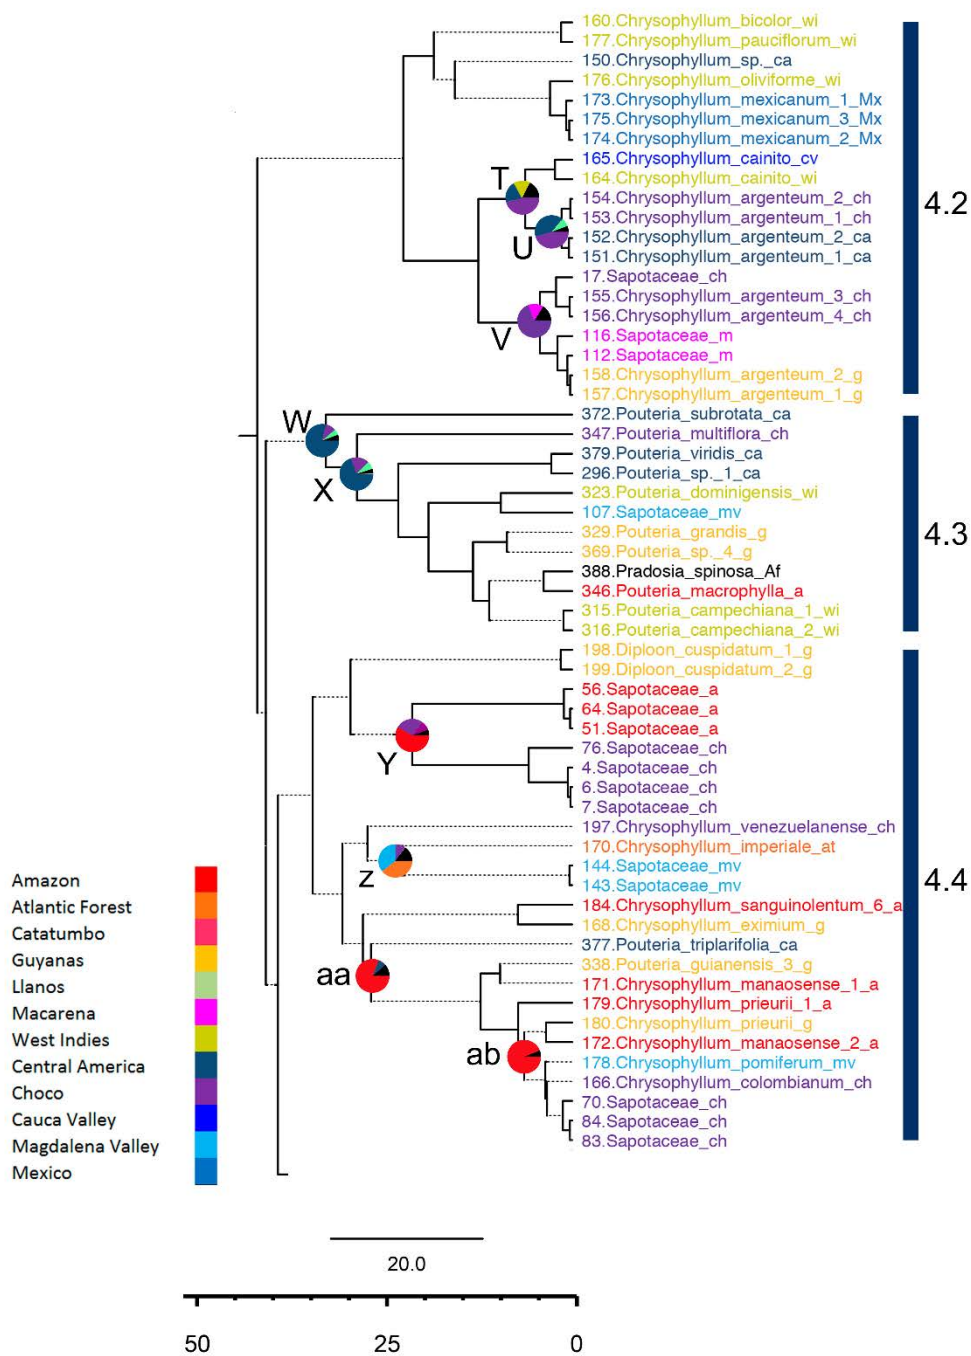 160.Chrysophyllum_bicolor_wi
177.Chrysophyllum_pauciflorum_wi
150.Chrysophyllum_sp._ca
176.Chrysophyllum_oliviforme_wi
173.Chrysophyllum_mexicanum_1_Mx
175.Chrysophyllum_mexicanum_3_Mx
174.Chrysophyllum_mexicanum_2_Mx
165.Chrysophyllum_cainito_cv
T
164.Chrysophyllum_cainito_wi
154.Chrysophyllum_argenteum_2_ch
4.2
153.Chrysophyllum_argenteum_1_ch
152.Chrysophyllum_argenteum_2_ca
U
151.Chrysophyllum_argenteum_1_ca
17.Sapotaceae_ch
155.Chrysophyllum_argenteum_3_ch
156.Chrysophyllum_argenteum_4_ch
V
116.Sapotaceae_m
112.Sapotaceae_m
158.Chrysophyllum_argenteum_2_g
157.Chrysophyllum_argenteum_1_g
W
372.Pouteria_subrotata_ca
347.Pouteria_multiflora_ch
379.Pouteria_viridis_ca
296.Pouteria_sp._1_ca
X
323.Pouteria_dominigensis_wi
107.Sapotaceae_mv
329.Pouteria_grandis_g
4.3
369.Pouteria_sp._4_g
388.Pradosia_spinosa_Af
346.Pouteria_macrophylla_a
315.Pouteria_campechiana_1_wi
316.Pouteria_campechiana_2_wi
198.Diploon_cuspidatum_1_g
199.Diploon_cuspidatum_2_g
56.Sapotaceae_a
64.Sapotaceae_a
51.Sapotaceae_a
76.Sapotaceae_ch
Y
4.Sapotaceae_ch
6.Sapotaceae_ch
7.Sapotaceae_ch
197.Chrysophyllum_venezuelanense_ch
170.Chrysophyllum_imperiale_at
144.Sapotaceae_mv
z
143.Sapotaceae_mv
4.4
184.Chrysophyllum_sanguinolentum_6_a
168.Chrysophyllum_eximium_g
377.Pouteria_triplarifolia_ca
338.Pouteria_guianensis_3_g
aa
171.Chrysophyllum_manaosense_1_a
179.Chrysophyllum_prieurii_1_a
180.Chrysophyllum_prieurii_g
172.Chrysophyllum_manaosense_2_a
ab
178.Chrysophyllum_pomiferum_mv
166.Chrysophyllum_colombianum_ch
70.Sapotaceae_ch
84.Sapotaceae_ch
83.Sapotaceae_ch
Amazon
Atlantic Forest
Catatumbo
Guyanas
Llanos
Macarena
West Indies
Central America
Choco
Cauca Valley
Magdalena Valley
Mexico
20.0
50 25 0